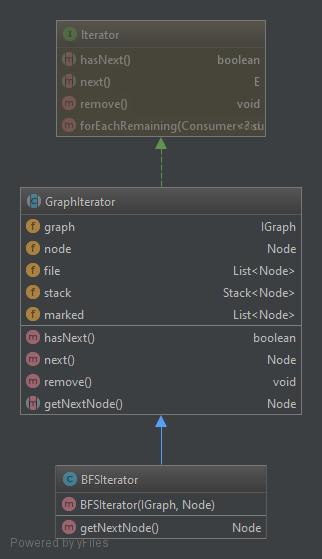 Iterator
hasNext() boolean
next() E
remove() void
forEachRemaining(Consumer<? su
GraphIterator
graph IGraph
node Node
file List<Node>
stack Stack<Node>
marked List<Node>
hasNext() boolean
next() Node
remove() void
getNextNode() Node
BFSIterator
BFSIterator(IGraph, Node)
getNextNode() Node
Powered by yFiles